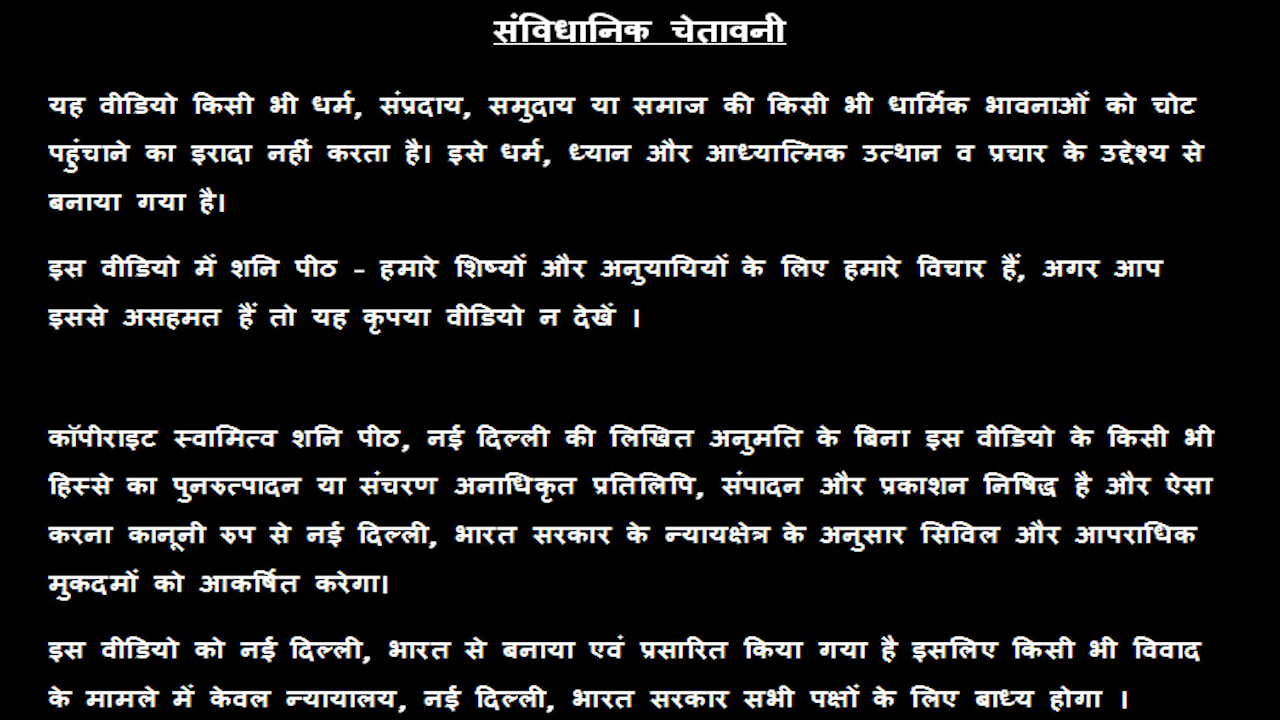 संविधानिक चेतावनी
यह वीडियो किसी भी धर्म, संप्रदाय, समुदाय या समाज की किसी भी धार्मिक भावनाओं को चोट
पहुंचाने का इरादा नहीं करता है। इसे धर्म, ध्यान और आध्यात्मिक उत्थान व प्रचार के उद्देश्य से
बनाया गया है।
इस वीडियो में शनि पीठ – हमारे शिष्यों और अनुयायियों के लिए हमारे विचार हैं, अगर आप
इससे असहमत हैं तो यह कृपया वीडियो न देखें ।
कॉपीराइट स्वामित्व शनि पीठ, नई दिल्ली की लिखित अनुमति के बिना इस वीडियो के किसी भी
हिस्से का पुनरुत्पादन या संचरण अनाधिकृत प्रतिलिपि, संपादन और प्रकाशन निषिद्ध है और ऐसा
करना कानूनी रुप से नई दिल्ली, भारत सरकार के न्यायक्षेत्र के अनुसार सिविल और आपराधिक
मुकदमों को आकर्षित करेगा।
इस वीडियो को नई दिल्ली, भारत से बनाया एवं प्रसारित किया गया है इसलिए किसी भी विवाद
के मामले में केवल न्यायालय, नई दिल्ली, भारत सरकार सभी पक्षों के लिए बाध्य होगा ।